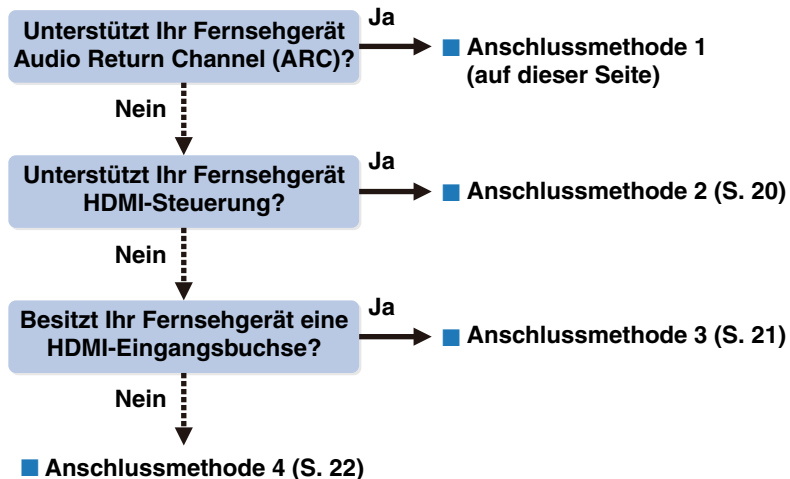 Unterstützt Ihr Fernsehgerät
Audio Return Channel (ARC)?
Ja
Anschlussmethode 1
(auf dieser Seite)
Nein
Unterstützt Ihr Fernsehgerät
HDMI-Steuerung?
Ja
Anschlussmethode 2 (S. 20)
Nein
Besitzt Ihr Fernsehgerät eine
HDMI-Eingangsbuchse?
Ja
Anschlussmethode 3 (S. 21)
Nein
Anschlussmethode 4 (S. 22)